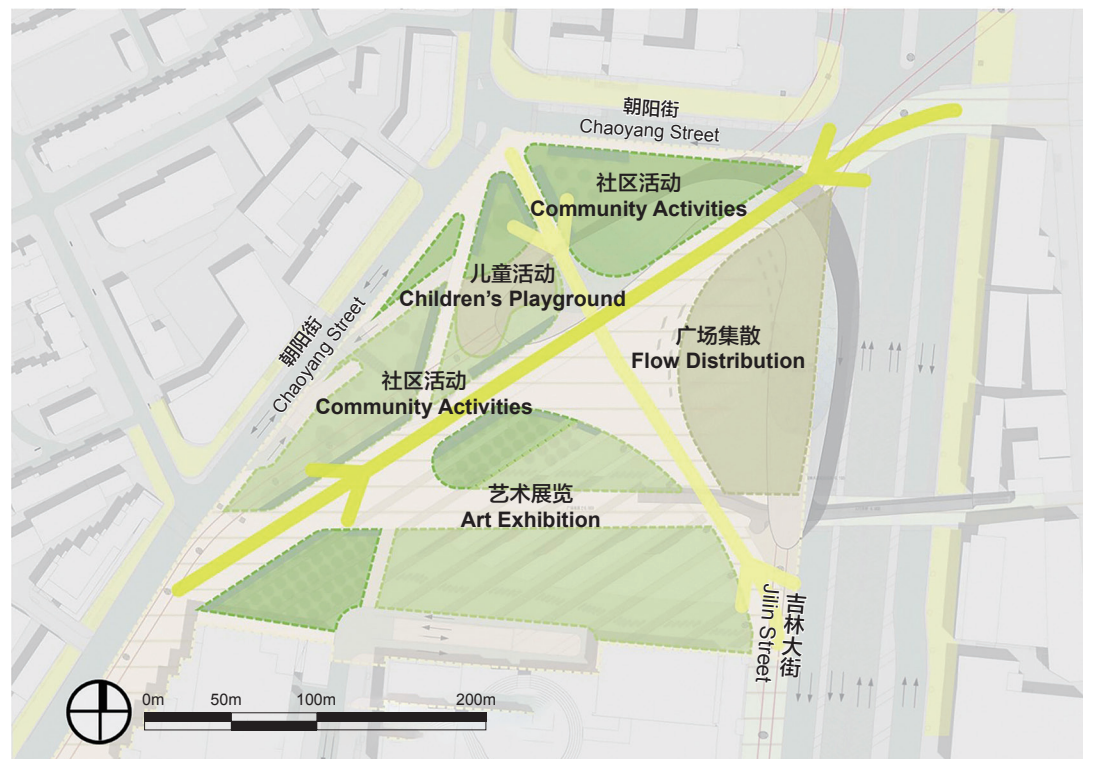 朝阳街
Chaoyang Street
社区活动
Community Activities
儿童活动
Children's Playground
朝阳街
Chaoyang Street
广场集散
Flow Distribution
社区活动
Community Activities
艺术展览
Art Exhibition
吉林大街
Jilin Street
0m 50m 100m 200m